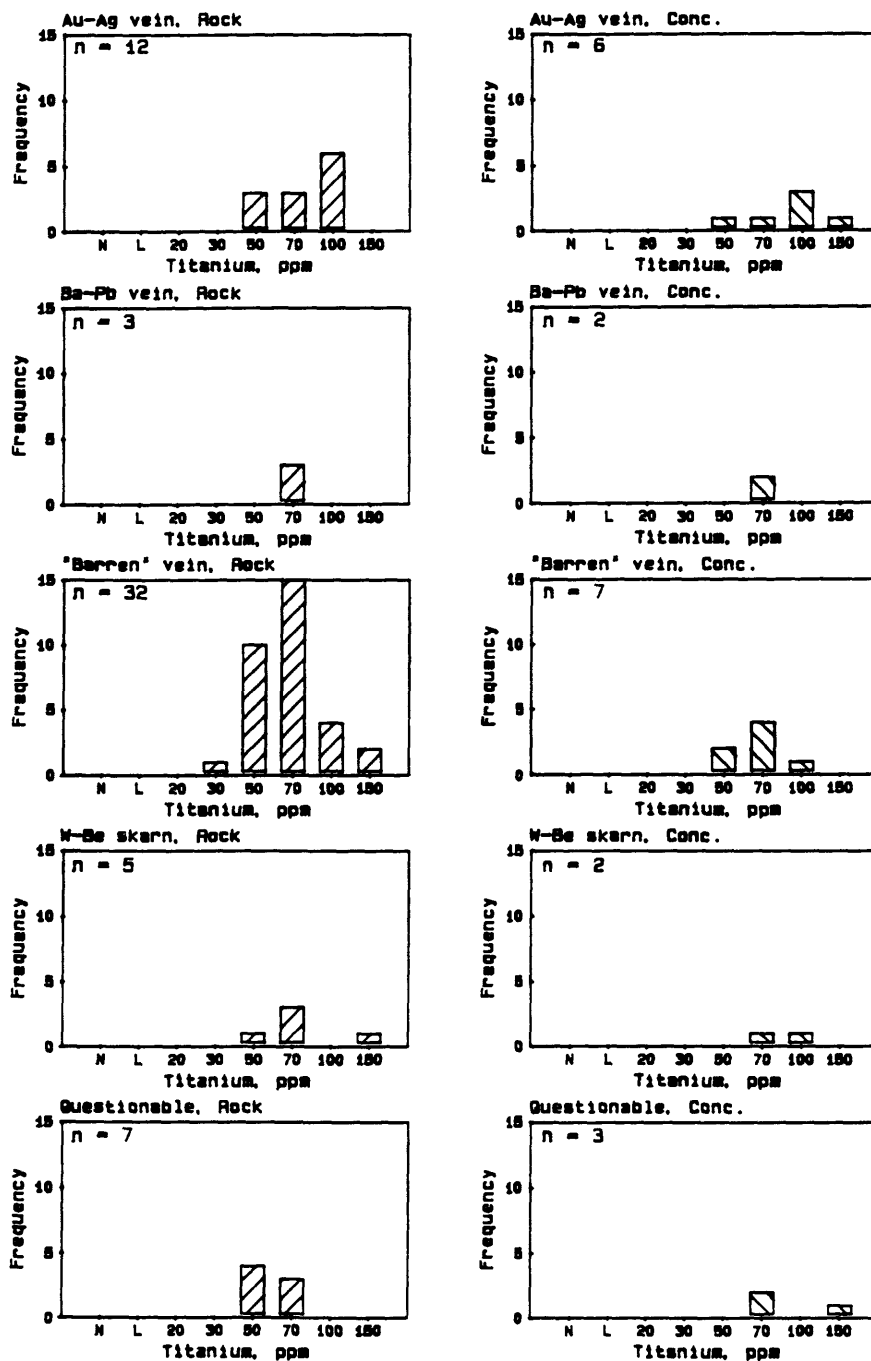 Au-Ag vein, Rock
n = 12
15
10
5
0
Frequency
N L 20 30 50 70 100 150
Titanium, ppm
Au-Ag vein, Conc.
n = 6
15
10
5
0
Frequency
N L 20 30 50 70 100 150
Titanium, ppm
Ba-Pb vein, Rock
n = 3
15
10
5
0
Frequency
N L 20 30 50 70 100 150
Titanium, ppm
Ba-Pb vein, Conc.
n = 2
15
10
5
0
Frequency
N L 20 30 50 70 100 150
Titanium, ppm
"Barren" vein, Rock
n = 32
15
10
5
0
Frequency
N L 20 30 50 70 100 150
Titanium, ppm
"Barren" vein, Conc.
n = 7
15
10
5
0
Frequency
N L 20 30 50 70 100 150
Titanium, ppm
W-Be skarn, Rock
n = 5
15
10
5
0
Frequency
N L 20 30 50 70 100 150
Titanium, ppm
W-Be skarn, Conc.
n = 2
15
10
5
0
Frequency
N L 20 30 50 70 100 150
Titanium, ppm
Questionable, Rock
n = 7
15
10
5
0
Frequency
N L 20 30 50 70 100 150
Titanium, ppm
Questionable, Conc.
n = 3
15
10
5
0
Frequency
N L 20 30 50 70 100 150
Titanium, ppm